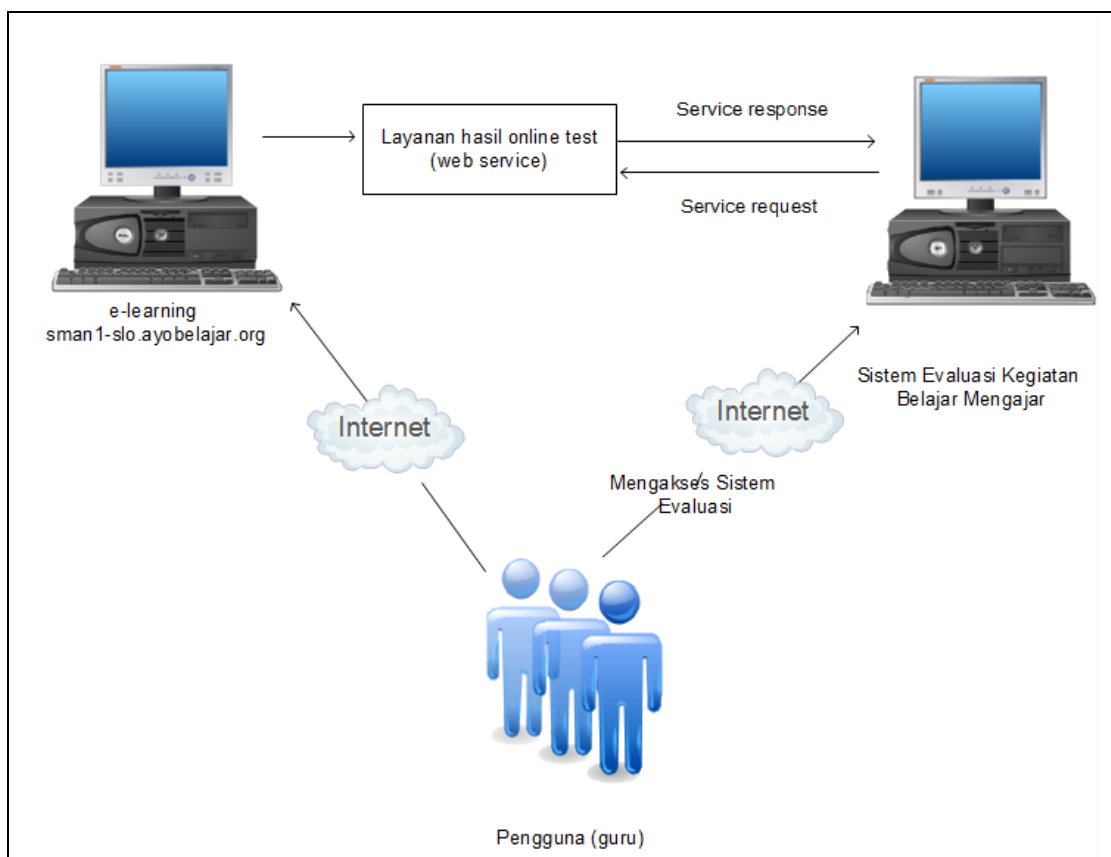 Service response
Layanan hasil online test
(web service)
Service request
e-learning
sman1-slo.ayobelajar.org
Sistem Evaluasi Kegiatan
Belajar Mengajar
Internet
Internet
Mengakses Sistem
Evaluasi
Pengguna (guru)